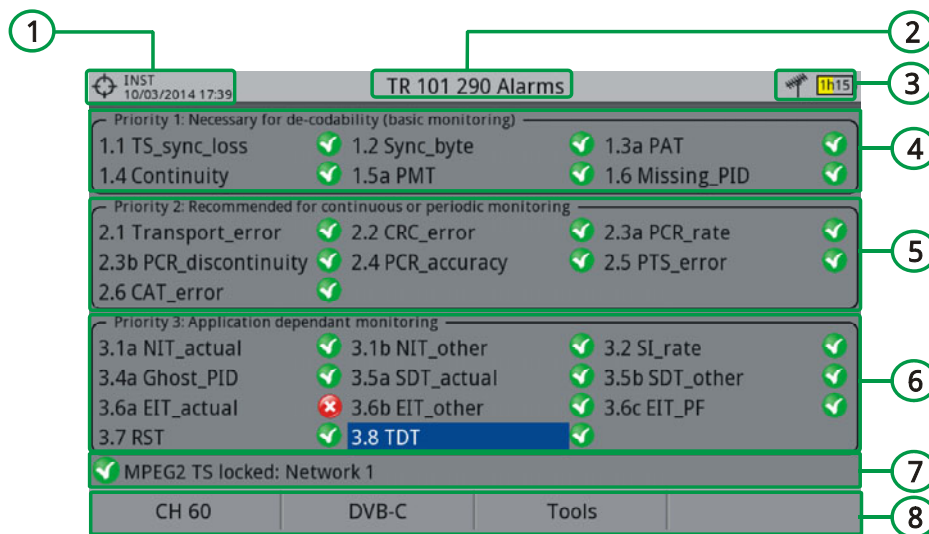 1
2
INST
10/03/2014 17:39
TR 101 290 Alarms
1h15
3
Priority 1: Necessary for de-codability (basic monitoring)
1.1 TS_sync_loss 1.2 Sync_byte 1.3a PAT
1.4 Continuity 1.5a PMT 1.6 Missing_PID
4
Priority 2: Recommended for continuous or periodic monitoring
2.1 Transport_error 2.2 CRC_error 2.3a PCR_rate
2.3b PCR_discontinuity 2.4 PCR_accuracy 2.5 PTS_error
2.6 CAT_error
5
Priority 3: Application dependant monitoring
3.1a NIT_actual 3.1b NIT_other 3.2 SI_rate
3.4a Ghost_PID 3.5a SDT_actual 3.5b SDT_other
3.6a EIT_actual 3.6b EIT_other 3.6c EIT_PF
3.7 RST 3.8 TDT
6
MPEG2 TS locked: Network 1
7
CH 60 DVB-C Tools
8